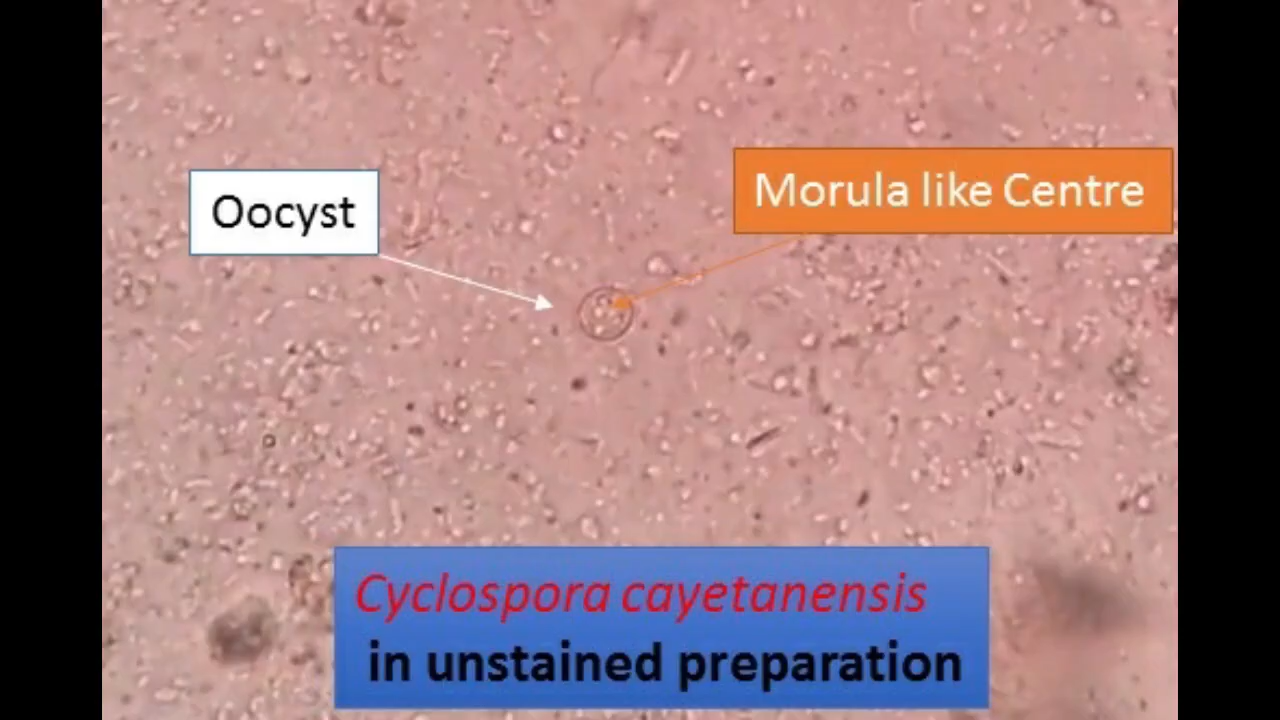 Oocyst
Morula like Centre
Cyclospora cayetanensis
in unstained preparation